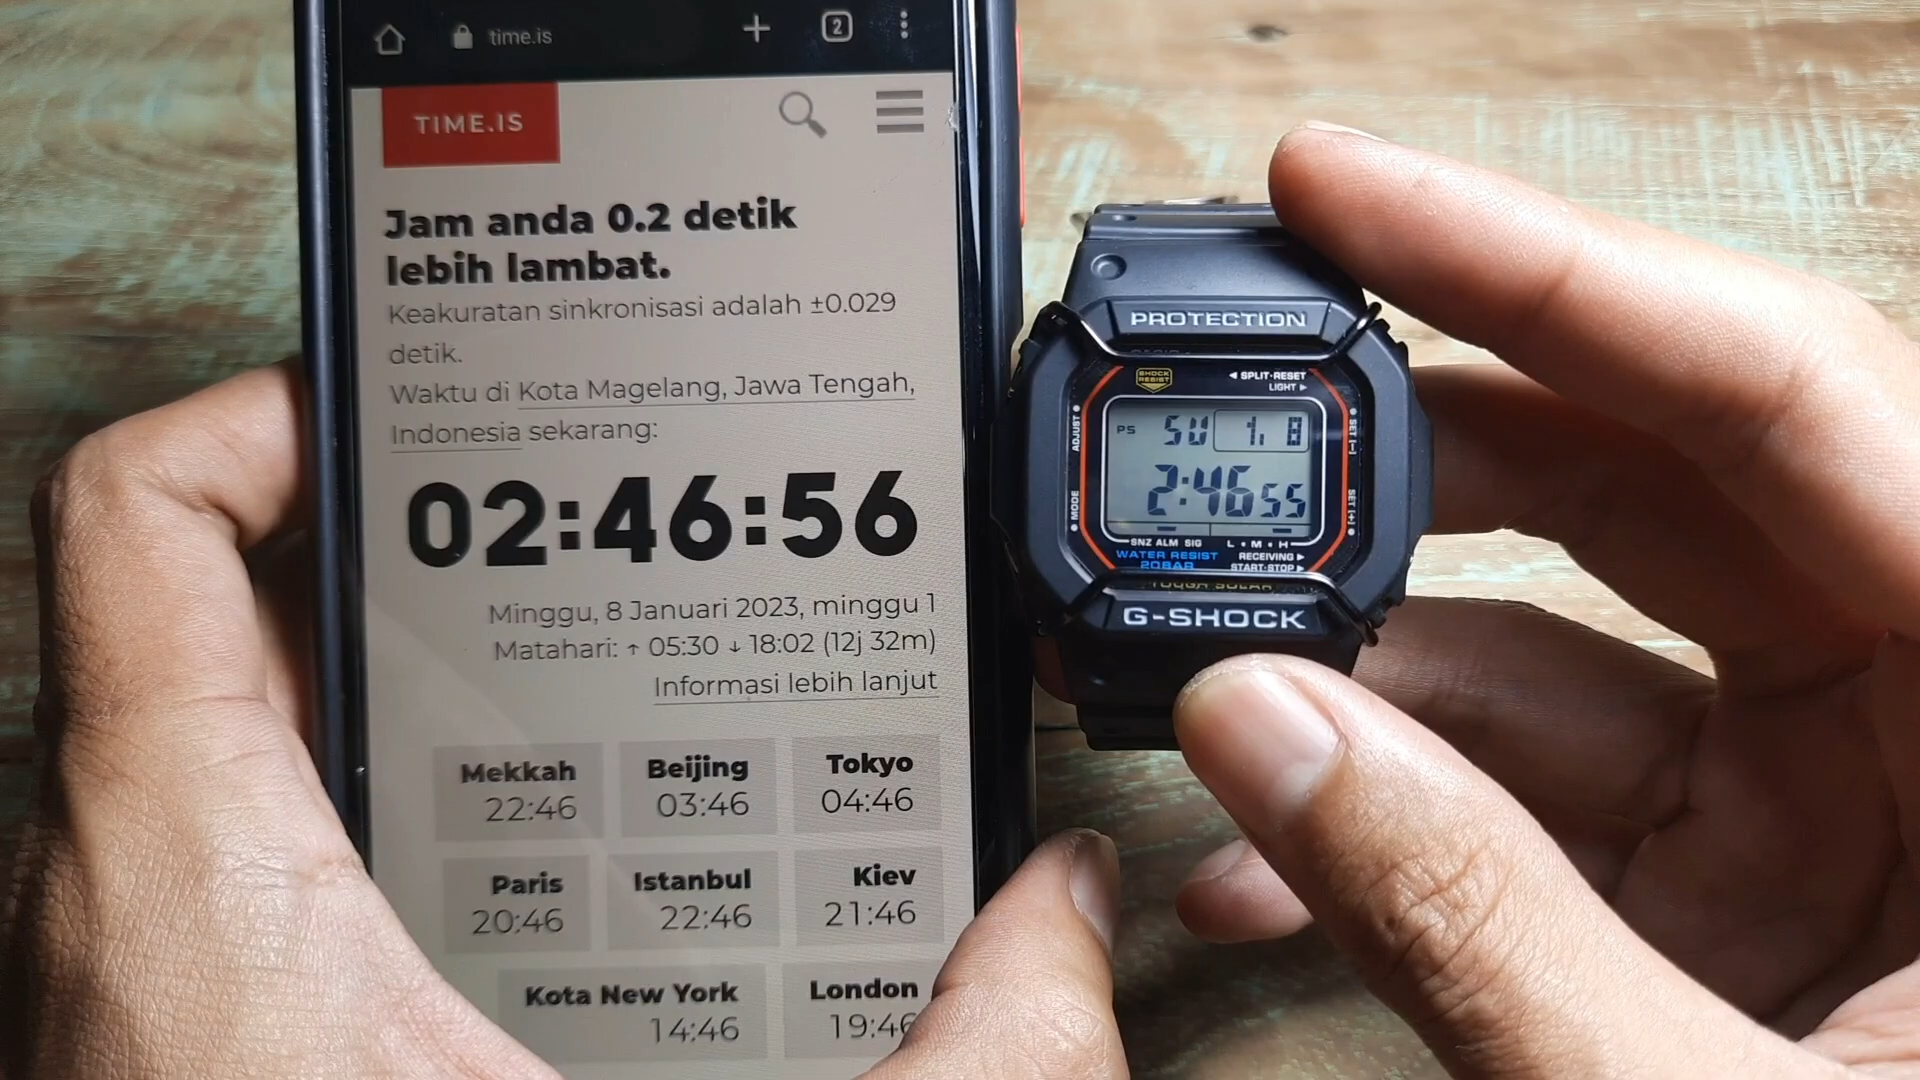 time.is
2
TIME.IS
Jam anda 0.2 detik
lebih lambat.
Keakuratan sinkronisasi adalah ±0.029
detik.
Waktu di Kota Magelang, Jawa Tengah,
Indonesia sekarang:
02:46:56
Minggu, 8 Januari 2023, minggu 1
Matahari: ↑ 05:30 ↓ 18:02 (12j 32m)
Informasi lebih lanjut
Mekkah
22:46
Beijing
03:46
Tokyo
04:46
Paris
20:46
Istanbul
22:46
Kiev
21:46
Kota New York
14:46
London
19:46
PROTECTION
SHOCK
RESIST
◄ SPLIT·RESET
LIGHT ►
ADJUST
SET [−]
PS SU 1. 8
2:46 55
MODE
SET [+]
SNZ ALM SIG
L • M • H
WATER RESIST
20BAR
RECEIVING ►
START·STOP ►
TOUGH SOLAR
G-SHOCK